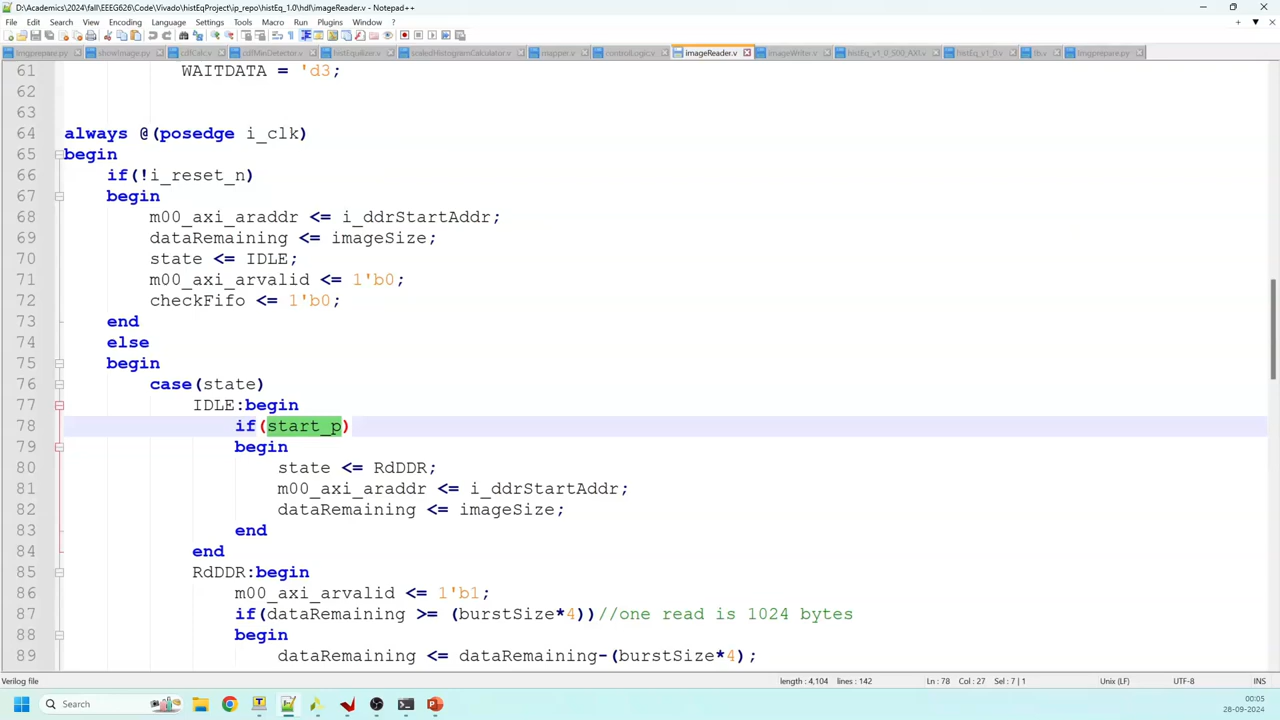 D:\Academics\2024\fall\EEEG626\Code\Vivado\histEqProject\ip_repo\histEq_1.0\hdl\imageReader.v - Notepad++
File Edit Search View Encoding Language Settings Tools Macro Run Plugins Window ?
Imgprepare.py showImage.py cdfCalc.v cdfMinDetector.v histEqualizer.v scaledHistogramCalculator.v mapper.v controlLogic.v imageReader.v imageWriter.v histEq_v1_0_S00_AXI.v histEq_v1_0.v tb.v imgprepare.py
61 WAITDATA = 'd3;
62
63
64 always @(posedge i_clk)
65 begin
66 if(!i_reset_n)
67 begin
68 m00_axi_araddr <= i_ddrStartAddr;
69 dataRemaining <= imageSize;
70 state <= IDLE;
71 m00_axi_arvalid <= 1'b0;
72 checkFifo <= 1'b0;
73 end
74 else
75 begin
76 case(state)
77 IDLE:begin
78 if(start_p)
79 begin
80 state <= RdDDR;
81 m00_axi_araddr <= i_ddrStartAddr;
82 dataRemaining <= imageSize;
83 end
84 end
85 RdDDR:begin
86 m00_axi_arvalid <= 1'b1;
87 if(dataRemaining >= (burstSize*4))//one read is 1024 bytes
88 begin
89 dataRemaining <= dataRemaining-(burstSize*4);
Verilog file length : 4,104 lines : 142 Ln : 78 Col : 27 Sel : 7 | 1 Unix (LF) UTF-8 INS
Search
00:05
28-09-2024